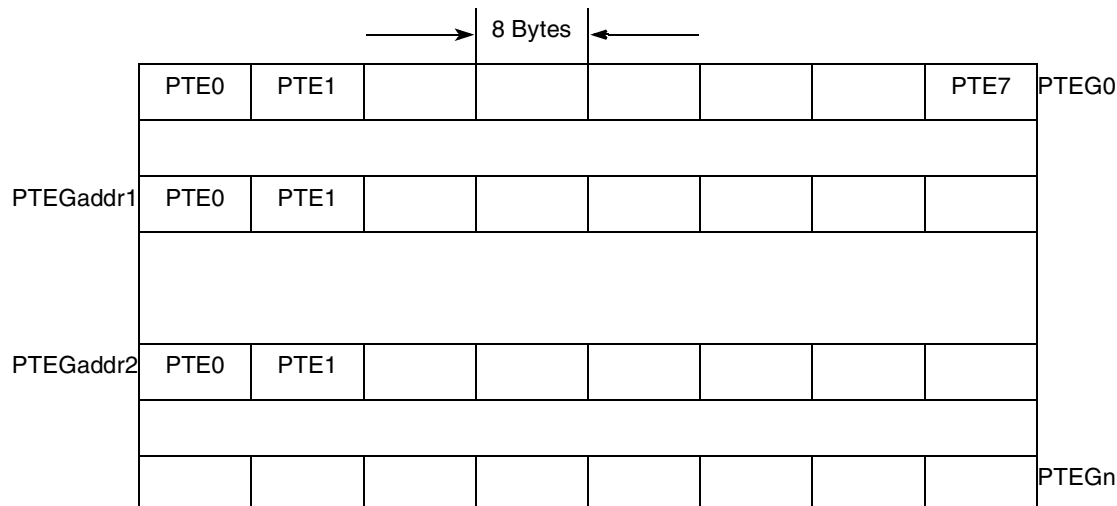 8 Bytes
PTE0 PTE1 PTE7 PTEG0
PTEGaddr1 PTE0 PTE1
PTEGaddr2 PTE0 PTE1
PTEGn